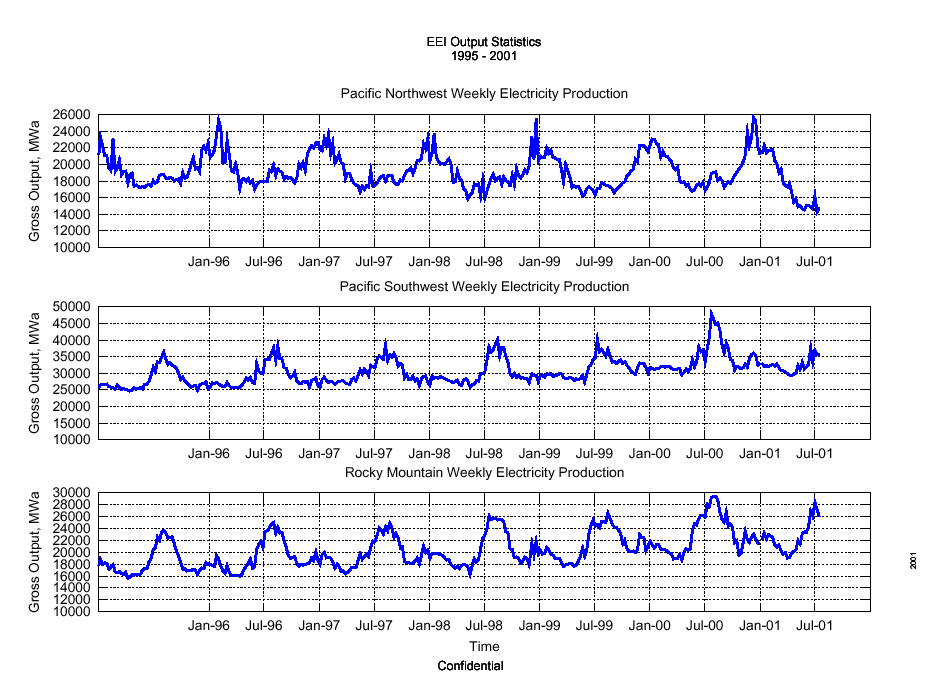 EEI Output Statistics
1995 - 2001
Pacific Northwest Weekly Electricity Production
Gross Output, MWa
26000
24000
22000
20000
18000
16000
14000
12000
10000
Jan-96 Jul-96 Jan-97 Jul-97 Jan-98 Jul-98 Jan-99 Jul-99 Jan-00 Jul-00 Jan-01 Jul-01
Pacific Southwest Weekly Electricity Production
Gross Output, MWa
50000
45000
40000
35000
30000
25000
20000
15000
10000
Jan-96 Jul-96 Jan-97 Jul-97 Jan-98 Jul-98 Jan-99 Jul-99 Jan-00 Jul-00 Jan-01 Jul-01
Rocky Mountain Weekly Electricity Production
Gross Output, MWa
30000
28000
26000
24000
22000
20000
18000
16000
14000
12000
10000
Jan-96 Jul-96 Jan-97 Jul-97 Jan-98 Jul-98 Jan-99 Jul-99 Jan-00 Jul-00 Jan-01 Jul-01
Time
Confidential
2001